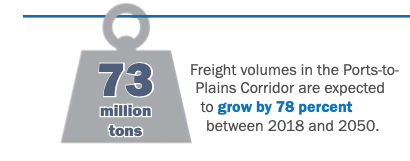 73
million
tons
Freight volumes in the Ports-to-
Plains Corridor are expected
to grow by 78 percent
between 2018 and 2050.